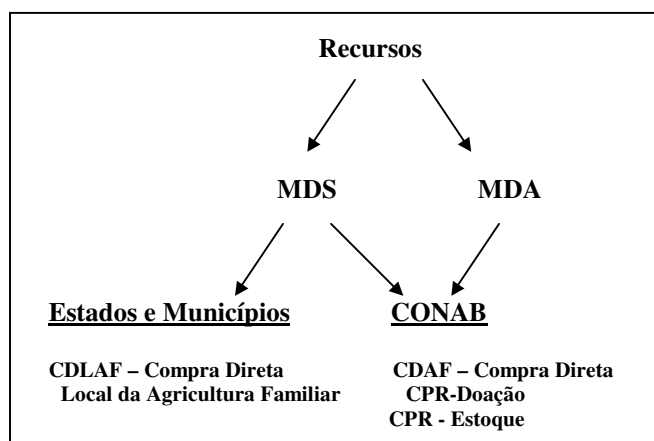 Recursos
MDS
MDA
Estados e Municípios
CDLAF – Compra Direta
Local da Agricultura Familiar
CONAB
CDAF – Compra Direta
CPR-Doação
CPR - Estoque